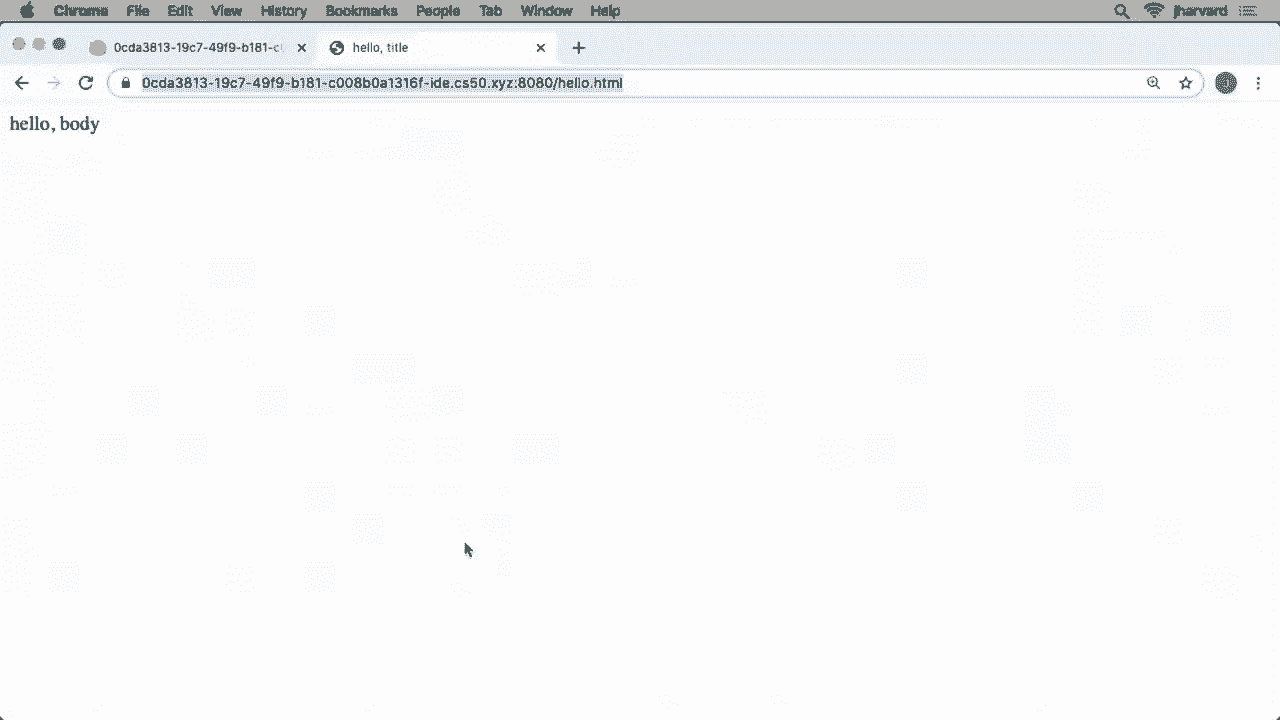 Chrome File Edit View History Bookmarks People Tab Window Help jharvard
0cda3813-19c7-49f9-b181-c hello, title
0cda3813-19c7-49f9-b181-c008b0a1316f-ide.cs50.xyz:8080/hello.html
hello, body